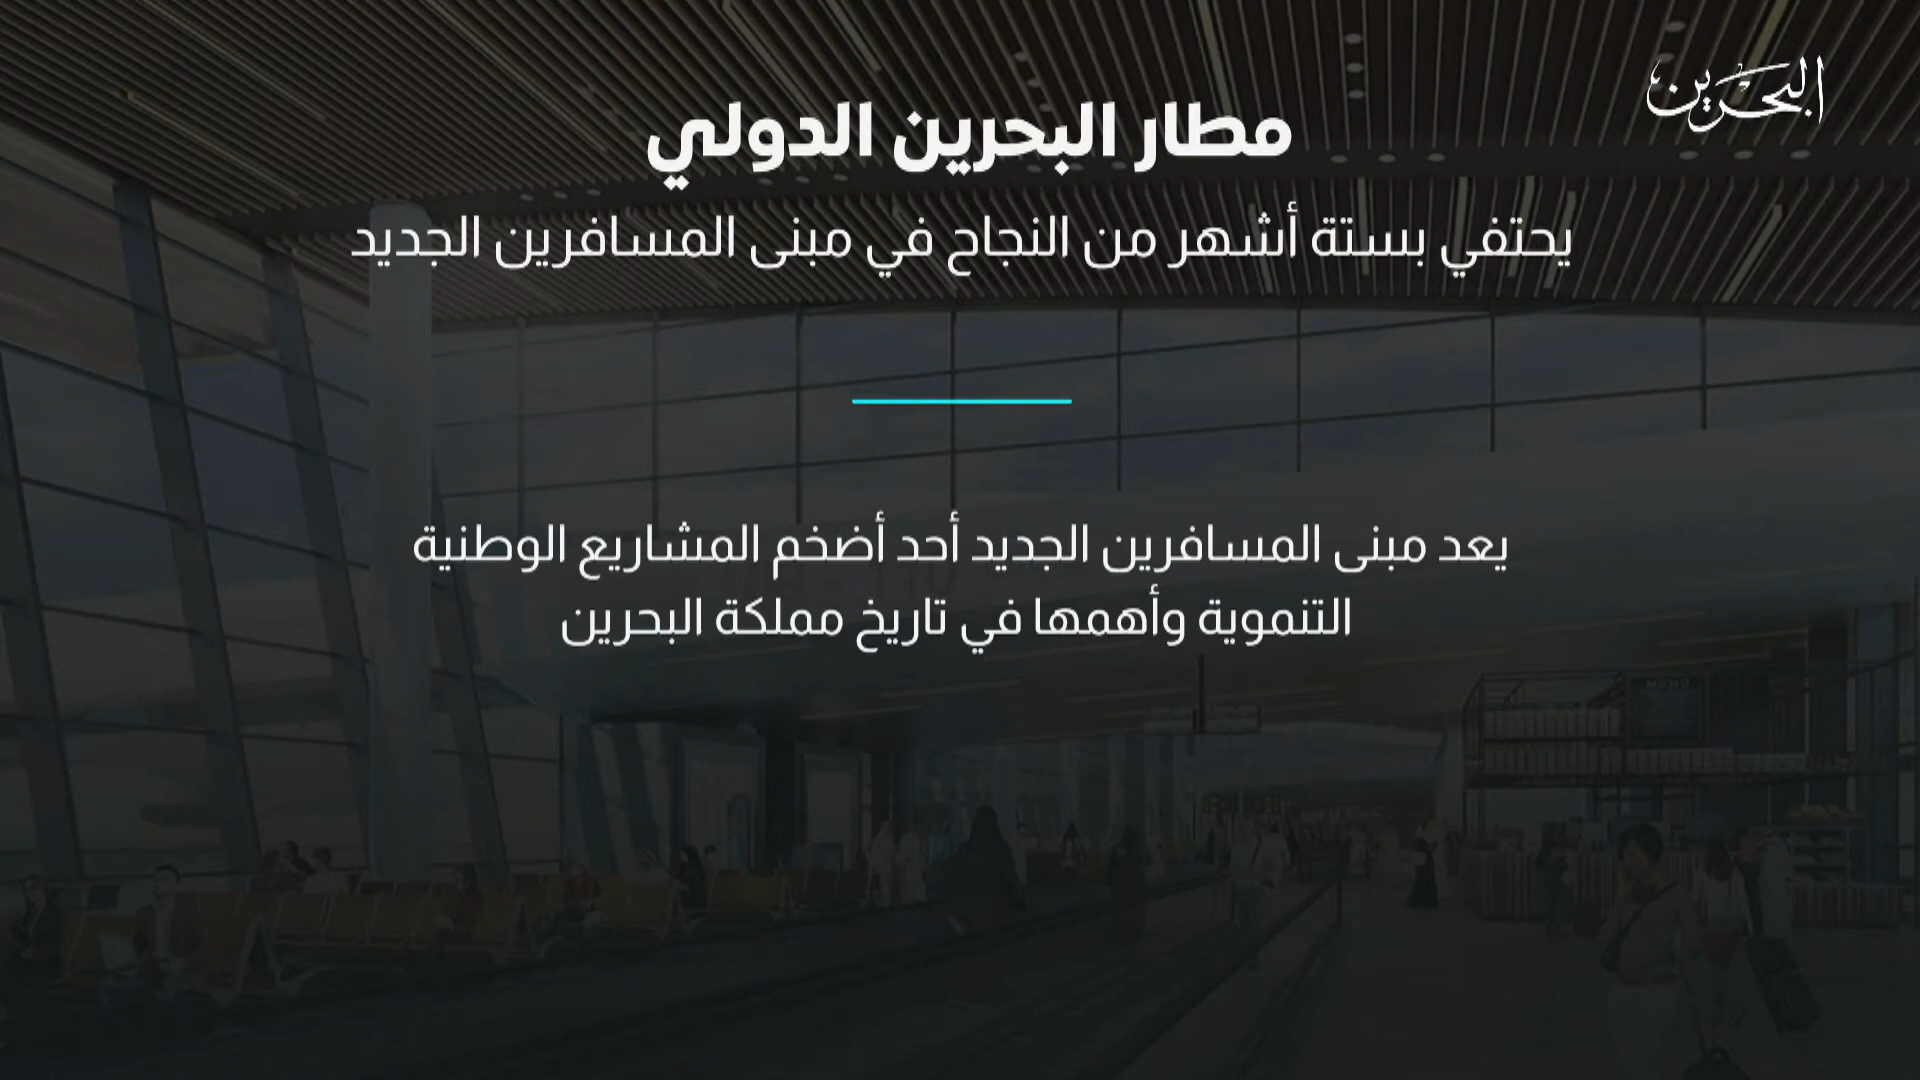 البحرين
مطار البحرين الدولي
يحتفي بستة أشهر من النجاح في مبنى المسافرين الجديد
يعد مبنى المسافرين الجديد أحد أضخم المشاريع الوطنية
التنموية وأهمها في تاريخ مملكة البحرين
MENU